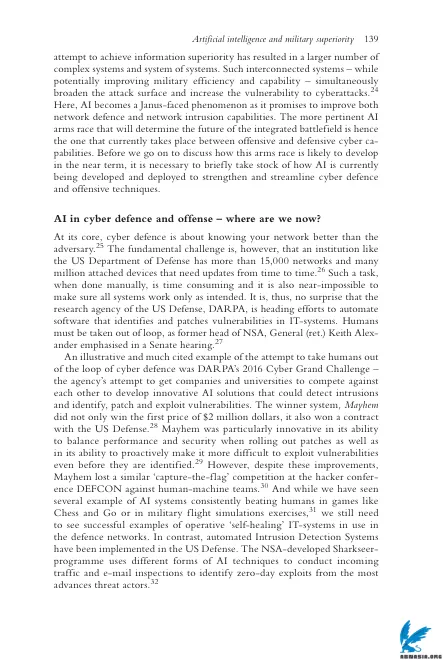 Artificial intelligence and military superiority 139
attempt to achieve information superiority has resulted in a larger number of
complex systems and system of systems. Such interconnected systems – while
potentially improving military efficiency and capability – simultaneously
broaden the attack surface and increase the vulnerability to cyberattacks.24
Here, AI becomes a Janus-faced phenomenon as it promises to improve both
network defence and network intrusion capabilities. The more pertinent AI
arms race that will determine the future of the integrated battlefield is hence
the one that currently takes place between offensive and defensive cyber ca-
pabilities. Before we go on to discuss how this arms race is likely to develop
in the near term, it is necessary to briefly take stock of how AI is currently
being developed and deployed to strengthen and streamline cyber defence
and offensive techniques.
AI in cyber defence and offense – where are we now?
At its core, cyber defence is about knowing your network better than the
adversary.25 The fundamental challenge is, however, that an institution like
the US Department of Defense has more than 15,000 networks and many
million attached devices that need updates from time to time.26 Such a task,
when done manually, is time consuming and it is also near-impossible to
make sure all systems work only as intended. It is, thus, no surprise that the
research agency of the US Defense, DARPA, is heading efforts to automate
software that identifies and patches vulnerabilities in IT-systems. Humans
must be taken out of loop, as former head of NSA, General (ret.) Keith Alex-
ander emphasised in a Senate hearing.27
An illustrative and much cited example of the attempt to take humans out
of the loop of cyber defence was DARPA's 2016 Cyber Grand Challenge –
the agency's attempt to get companies and universities to compete against
each other to develop innovative AI solutions that could detect intrusions
and identify, patch and exploit vulnerabilities. The winner system, Mayhem
did not only win the first price of $2 million dollars, it also won a contract
with the US Defense.28 Mayhem was particularly innovative in its ability
to balance performance and security when rolling out patches as well as
in its ability to proactively make it more difficult to exploit vulnerabilities
even before they are identified.29 However, despite these improvements,
Mayhem lost a similar 'capture-the-flag' competition at the hacker confer-
ence DEFCON against human-machine teams.30 And while we have seen
several example of AI systems consistently beating humans in games like
Chess and Go or in military flight simulations exercises,31 we still need
to see successful examples of operative 'self-healing' IT-systems in use in
the defence networks. In contrast, automated Intrusion Detection Systems
have been implemented in the US Defense. The NSA-developed Sharkseer-
programme uses different forms of AI techniques to conduct incoming
traffic and e-mail inspections to identify zero-day exploits from the most
advances threat actors.32